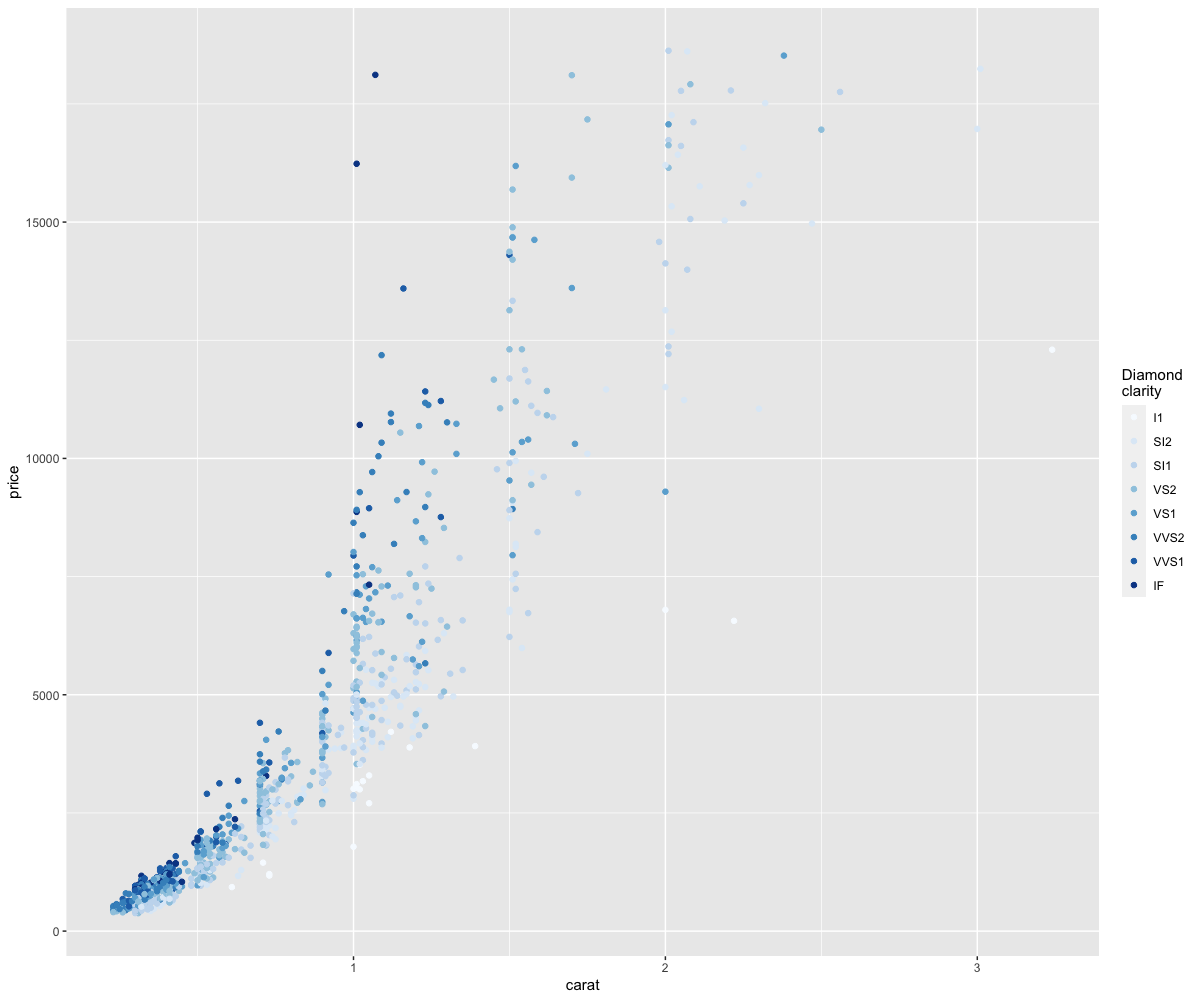 15000
10000
5000
0
price
1
2
3
carat
Diamond
clarity
I1
SI2
SI1
VS2
VS1
VVS2
VVS1
IF